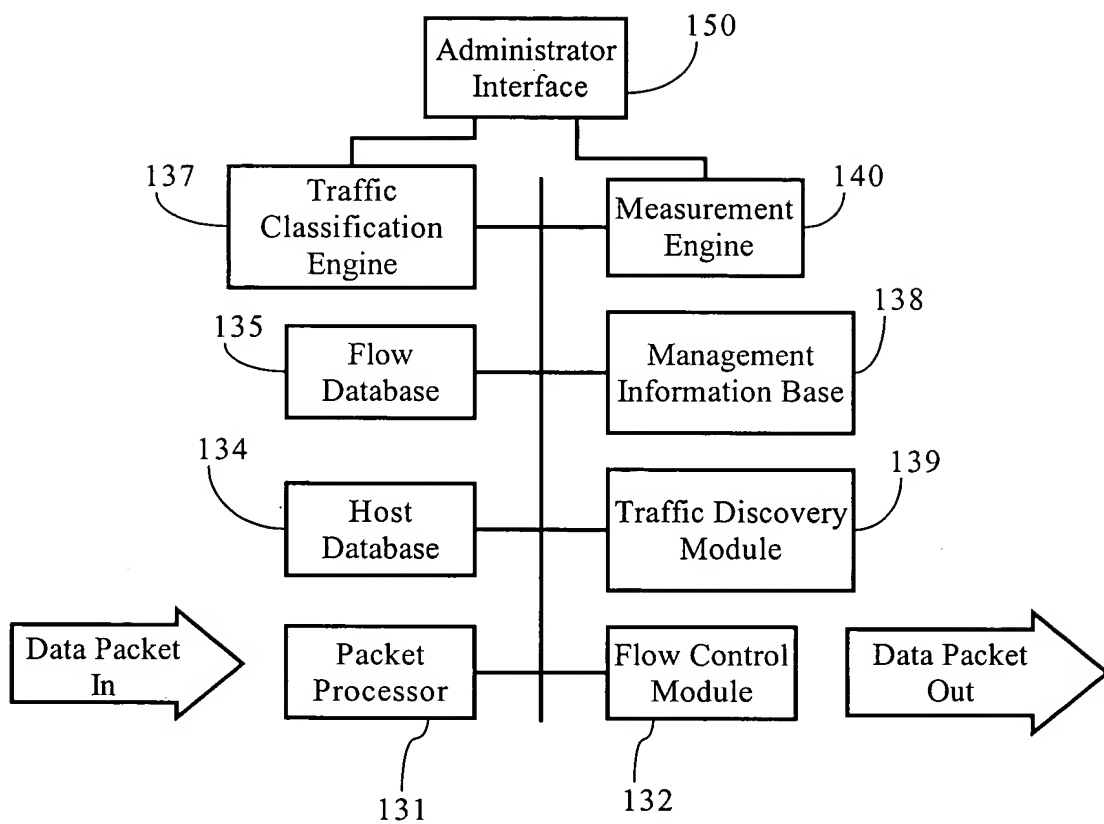 150
Administrator
Interface
137
Traffic
Classification
Engine
Measurement
Engine
140
135
Flow
Database
Management
Information Base
138
134
Host
Database
Traffic Discovery
Module
139
Data Packet
In
Packet
Processor
Flow Control
Module
Data Packet
Out
131
132